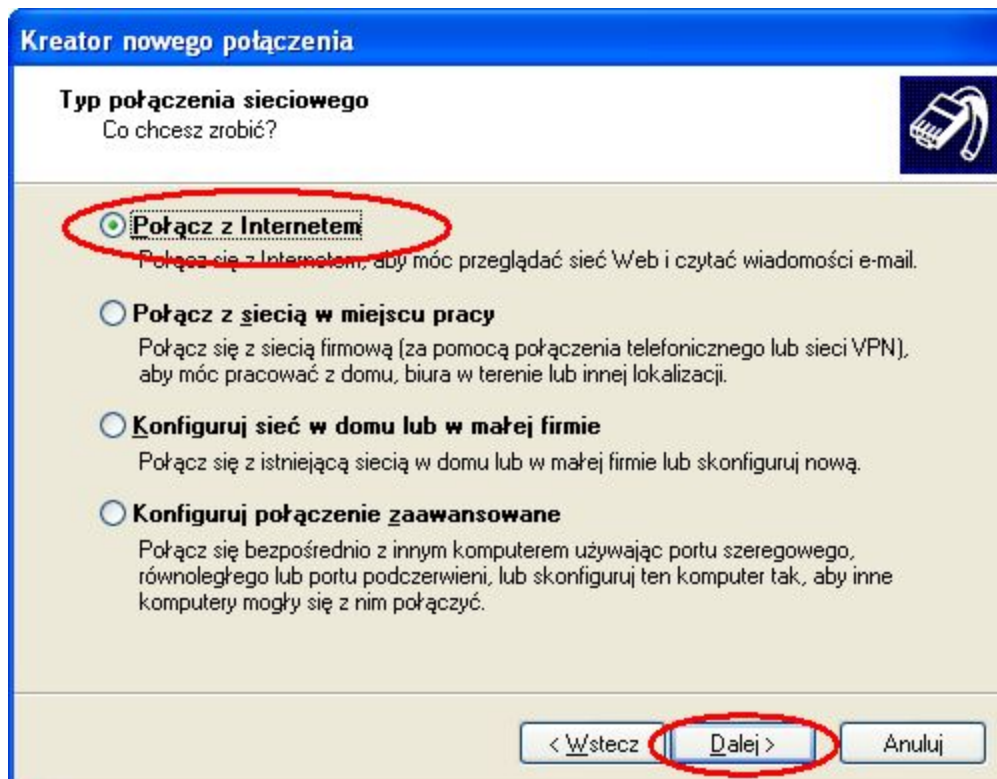 Kreator nowego połączenia
Typ połączenia sieciowego
Co chcesz zrobić?
Połącz z Internetem
Połącz się z Internetem, aby móc przeglądać sieć Web i czytać wiadomości e-mail.
Połącz z siecią w miejscu pracy
Połącz się z siecią firmową (za pomocą połączenia telefonicznego lub sieci VPN),
aby móc pracować z domu, biura w terenie lub innej lokalizacji.
Konfiguruj sieć w domu lub w małej firmie
Połącz się z istniejącą siecią w domu lub w małej firmie lub skonfiguruj nową.
Konfiguruj połączenie zaawansowane
Połącz się bezpośrednio z innym komputerem używając portu szeregowego,
równoległego lub portu podczerwieni, lub skonfiguruj ten komputer tak, aby inne
komputery mogły się z nim połączyć.
< Wstecz Dalej > Anuluj